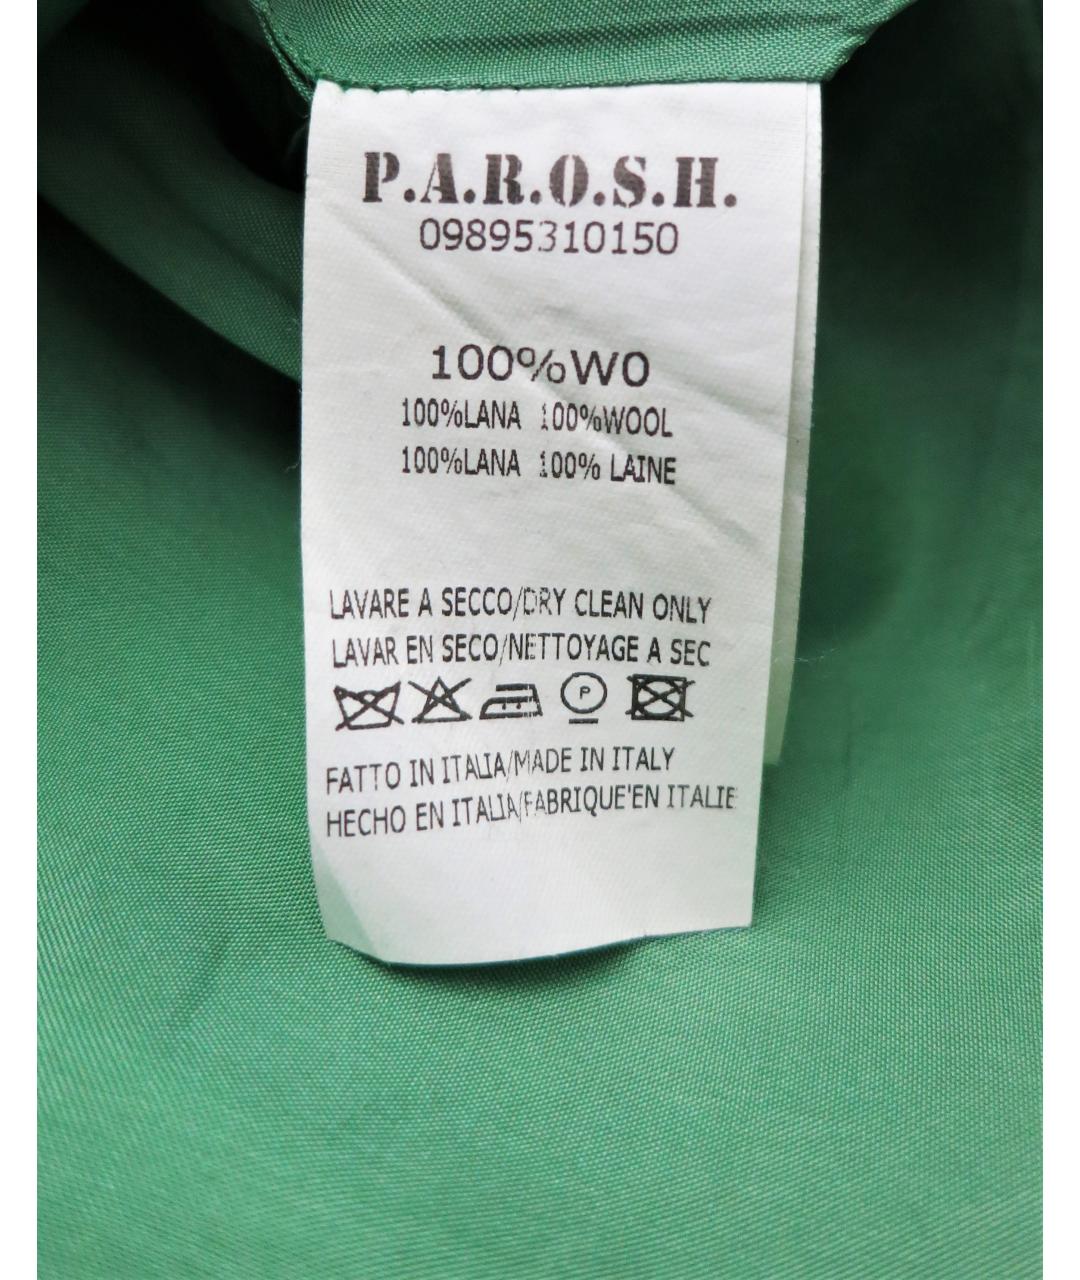 P.A.R.O.S.H.
09895310150
100%WO
100%LANA 100%WOOL
100%LANA 100% LAINE
LAVARE A SECCO/DRY CLEAN ONLY
LAVAR EN SECO/NETTOYAGE A SEC
P
FATTO IN ITALIA/MADE IN ITALY
HECHO EN ITALIA/FABRIQUE'EN ITALIE